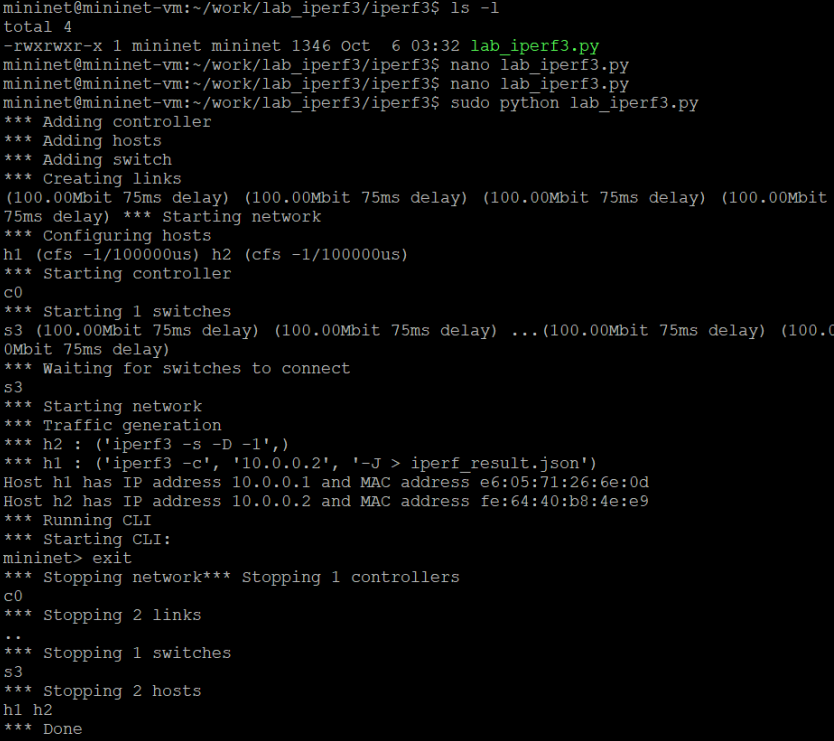 mininet@mininet-vm:~/work/lab_iperf3/iperf3$ ls -l
total 4
-rwxrwxr-x 1 mininet mininet 1346 Oct  6 03:32 lab_iperf3.py
mininet@mininet-vm:~/work/lab_iperf3/iperf3$ nano lab_iperf3.py
mininet@mininet-vm:~/work/lab_iperf3/iperf3$ nano lab_iperf3.py
mininet@mininet-vm:~/work/lab_iperf3/iperf3$ sudo python lab_iperf3.py
*** Adding controller
*** Adding hosts
*** Adding switch
*** Creating links
(100.00Mbit 75ms delay) (100.00Mbit 75ms delay) (100.00Mbit 75ms delay) (100.00Mbit
75ms delay) *** Starting network
*** Configuring hosts
h1 (cfs -1/100000us) h2 (cfs -1/100000us)
*** Starting controller
c0
*** Starting 1 switches
s3 (100.00Mbit 75ms delay) (100.00Mbit 75ms delay) ...(100.00Mbit 75ms delay) (100.0
0Mbit 75ms delay)
*** Waiting for switches to connect
s3
*** Starting network
*** Traffic generation
*** h2 : ('iperf3 -s -D -1',)
*** h1 : ('iperf3 -c', '10.0.0.2', '-J > iperf_result.json')
Host h1 has IP address 10.0.0.1 and MAC address e6:05:71:26:6e:0d
Host h2 has IP address 10.0.0.2 and MAC address fe:64:40:b8:4e:e9
*** Running CLI
*** Starting CLI:
mininet> exit
*** Stopping network*** Stopping 1 controllers
c0
*** Stopping 2 links
..
*** Stopping 1 switches
s3
*** Stopping 2 hosts
h1 h2
*** Done